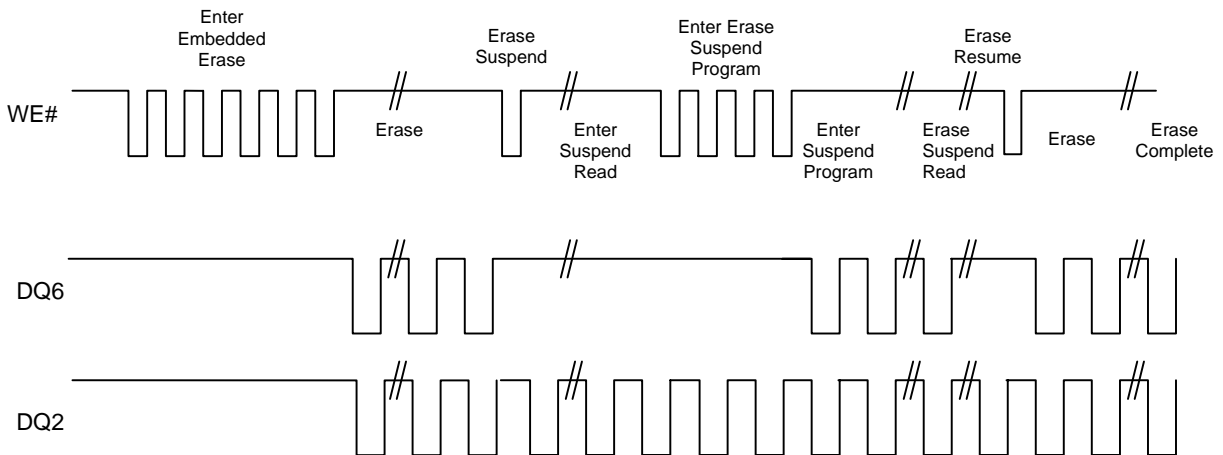 Enter
Embedded
Erase
Erase
Suspend
Enter Erase
Suspend
Program
Erase
Resume
WE#
Erase
Enter
Suspend
Read
Enter
Suspend
Program
Erase
Suspend
Read
Erase
Erase
Complete
DQ6
DQ2